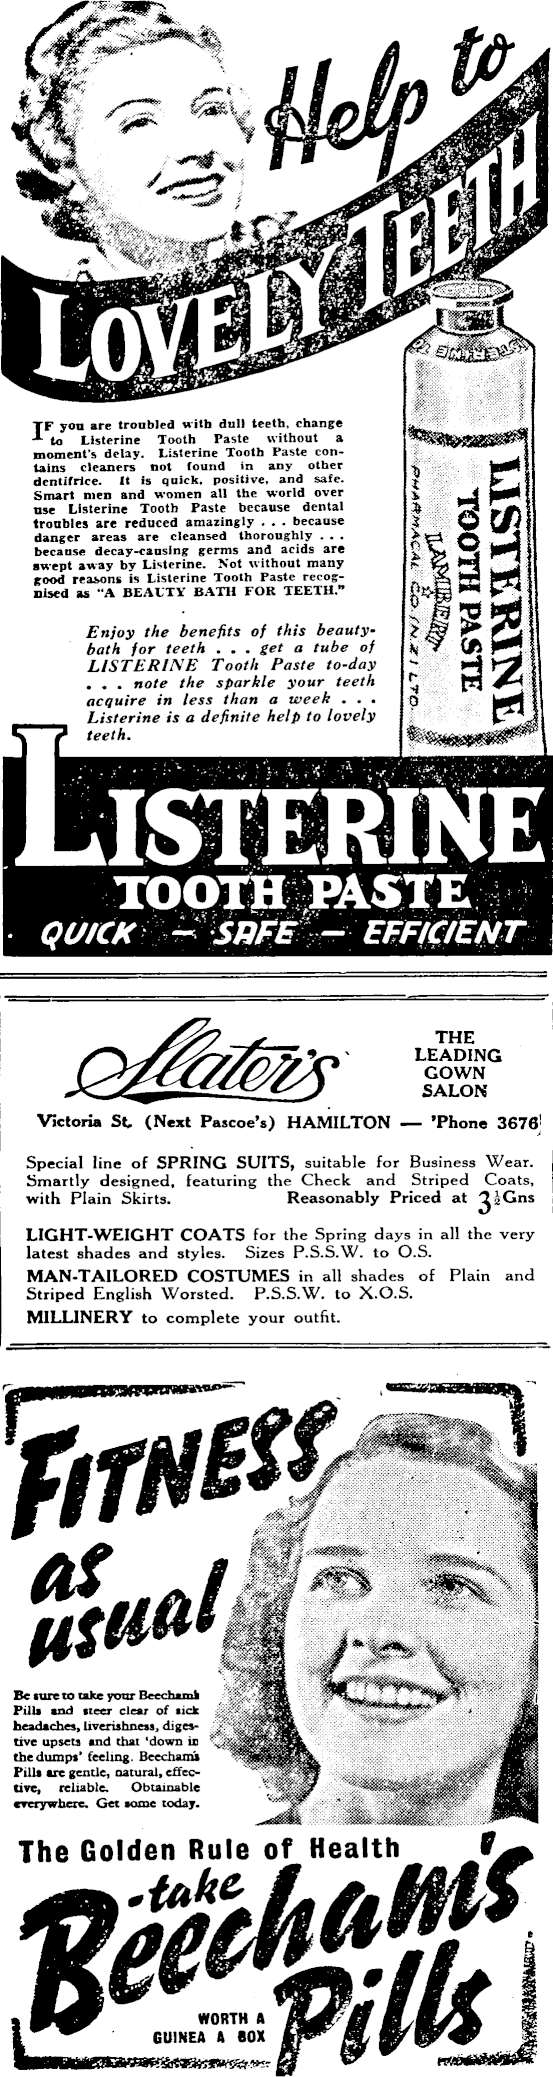 Help to
LOVELY TEETH
LISTERINE TO
LISTERINE
TOOTH PASTE
LAMBERT
PHARMACAL CO (N.Z.) LTD
IF you are troubled with dull teeth, change
to Listerine Tooth Paste without a
moment's delay. Listerine Tooth Paste con-
tains cleaners not found in any other
dentifrice. It is quick, positive, and safe.
Smart men and women all the world over
use Listerine Tooth Paste because dental
troubles are reduced amazingly . . . because
danger areas are cleansed thoroughly . . .
because decay-causing germs and acids are
swept away by Listerine. Not without many
good reasons is Listerine Tooth Paste recog-
nised as "A BEAUTY BATH FOR TEETH."
Enjoy the benefits of this beauty-
bath for teeth . . . get a tube of
LISTERINE Tooth Paste to-day
. . . note the sparkle your teeth
acquire in less than a week . . .
Listerine is a definite help to lovely
teeth.
LISTERINE
TOOTH PASTE
QUICK — SAFE — EFFICIENT
Slater's
THE
LEADING
GOWN
SALON
Victoria St. (Next Pascoe's) HAMILTON — 'Phone 3676
Special line of SPRING SUITS, suitable for Business Wear.
Smartly designed, featuring the Check and Striped Coats,
with Plain Skirts. Reasonably Priced at 3½Gns
LIGHT-WEIGHT COATS for the Spring days in all the very
latest shades and styles. Sizes P.S.S.W. to O.S.
MAN-TAILORED COSTUMES in all shades of Plain and
Striped English Worsted. P.S.S.W. to X.O.S.
MILLINERY to complete your outfit.
FITNESS
as
usual
Be sure to take your Beecham's
Pills and steer clear of sick
headaches, liverishness, diges-
tive upsets and that 'down in
the dumps' feeling. Beecham's
Pills are gentle, natural, effec-
tive, reliable. Obtainable
everywhere. Get some today.
The Golden Rule of Health
-take
Beecham's
Pills
WORTH A
GUINEA A BOX